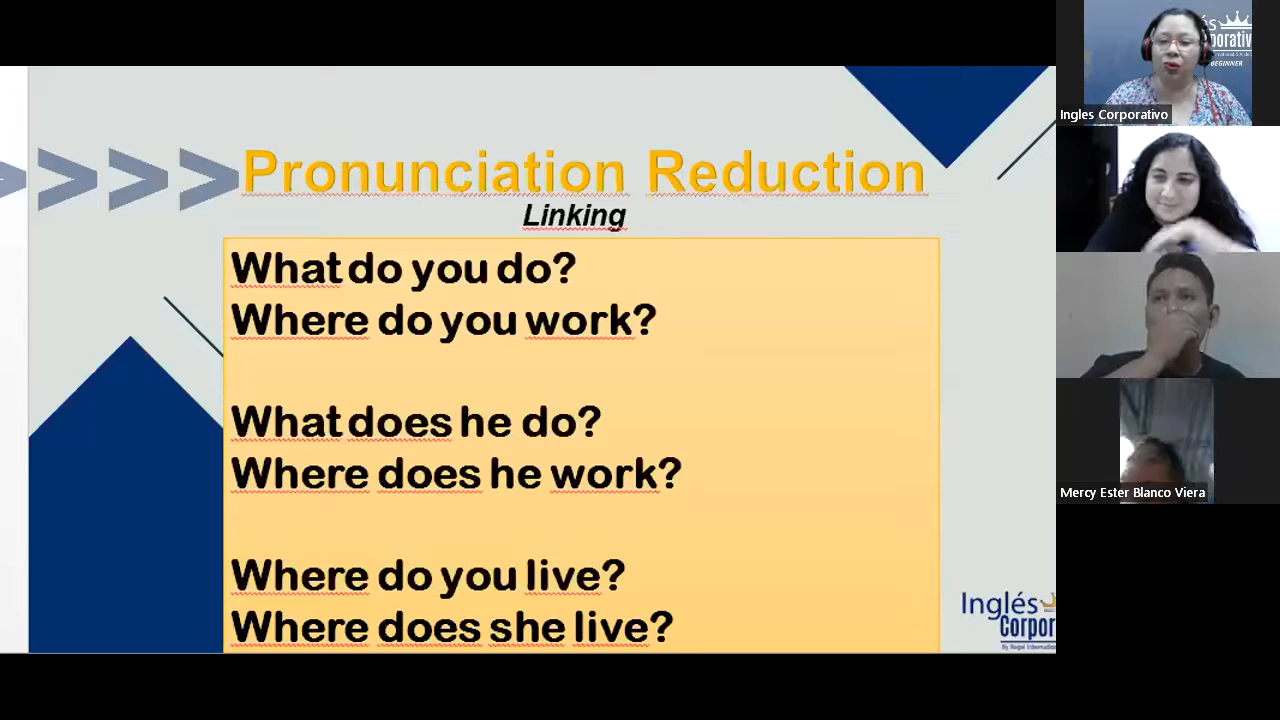 Pronunciation Reduction
Linking
What do you do?
Where do you work?
What does he do?
Where does he work?
Where do you live?
Where does she live?
Inglés
Corpor
Ingles Corporativo
BEGINNER
Mercy Ester Blanco Viera